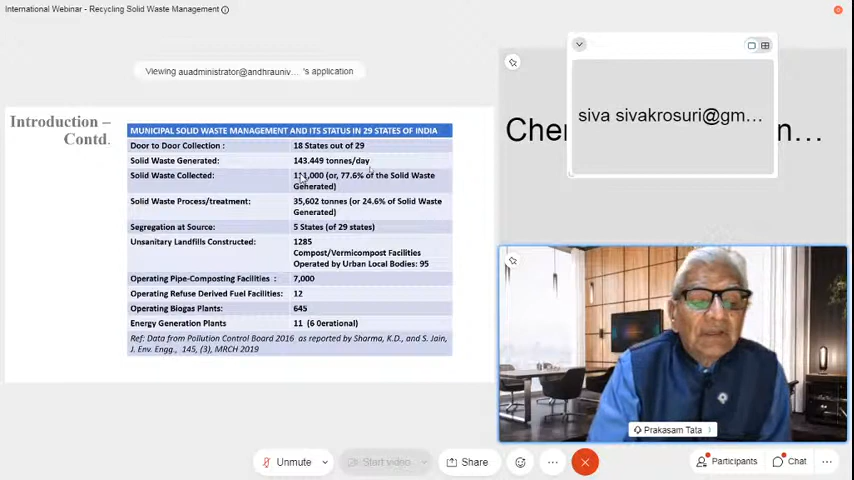 International Webinar - Recycling Solid Waste Management
Viewing auadministrator@andhrauniv... 's application
siva sivakrosuri@gm...
Cher
n...
Introduction –
Contd.
MUNICIPAL SOLID WASTE MANAGEMENT AND ITS STATUS IN 29 STATES OF INDIA
Door to Door Collection : 18 States out of 29
Solid Waste Generated: 143.449 tonnes/day
Solid Waste Collected: 111,000 (or, 77.6% of the Solid Waste
Generated)
Solid Waste Process/treatment: 35,602 tonnes (or 24.6% of Solid Waste
Generated)
Segregation at Source: 5 States (of 29 states)
Unsanitary Landfills Constructed: 1285
Compost/Vermicompost Facilities
Operated by Urban Local Bodies: 95
Operating Pipe-Composting Facilities : 7,000
Operating Refuse Derived Fuel Facilities: 12
Operating Biogas Plants: 645
Energy Generation Plants 11 (6 0erational)
Ref: Data from Pollution Control Board 2016 as reported by Sharma, K.D., and S. Jain,
J. Env. Engg., 145, (3), MRCH 2019
Prakasam Tata
Unmute
Start video
Share
Participants
Chat